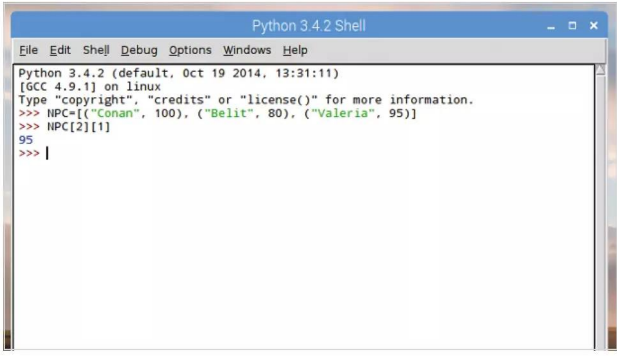 Python 3.4.2 Shell
File Edit Shell Debug Options Windows Help
Python 3.4.2 (default, Oct 19 2014, 13:31:11)
[GCC 4.9.1] on linux
Type "copyright", "credits" or "license()" for more information.
>>> NPC=[("Conan", 100), ("Belit", 80), ("Valeria", 95)]
>>> NPC[2][1]
95
>>>